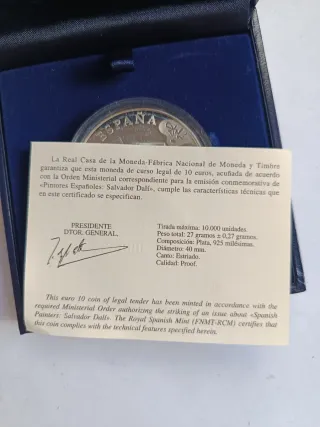 ESPAÑA
La Real Casa de la Moneda-Fábrica Nacional de Moneda y Timbre
garantiza que esta moneda de curso legal de 10 euros, acuñada de acuerdo
con la Orden Ministerial correspondiente para la emisión conmemorativa de
«Pintores Españoles: Salvador Dalí», cumple las características técnicas que
en este certificado se especifican.
PRESIDENTE
DTOR. GENERAL,
Tirada máxima: 10.000 unidades.
Peso total: 27 gramos ± 0,27 gramos.
Composición: Plata, 925 milésimas.
Diámetro: 40 mm.
Canto: Estriado.
Calidad: Proof.
This euro 10 coin of legal tender has been minted in accordance with the
required Ministerial Order authorizing the striking of an issue about «Spanish
Painters: Salvador Dalí». The Royal Spanish Mint (FNMT-RCM) certifies that
this coin complies with the technical features specified herein.